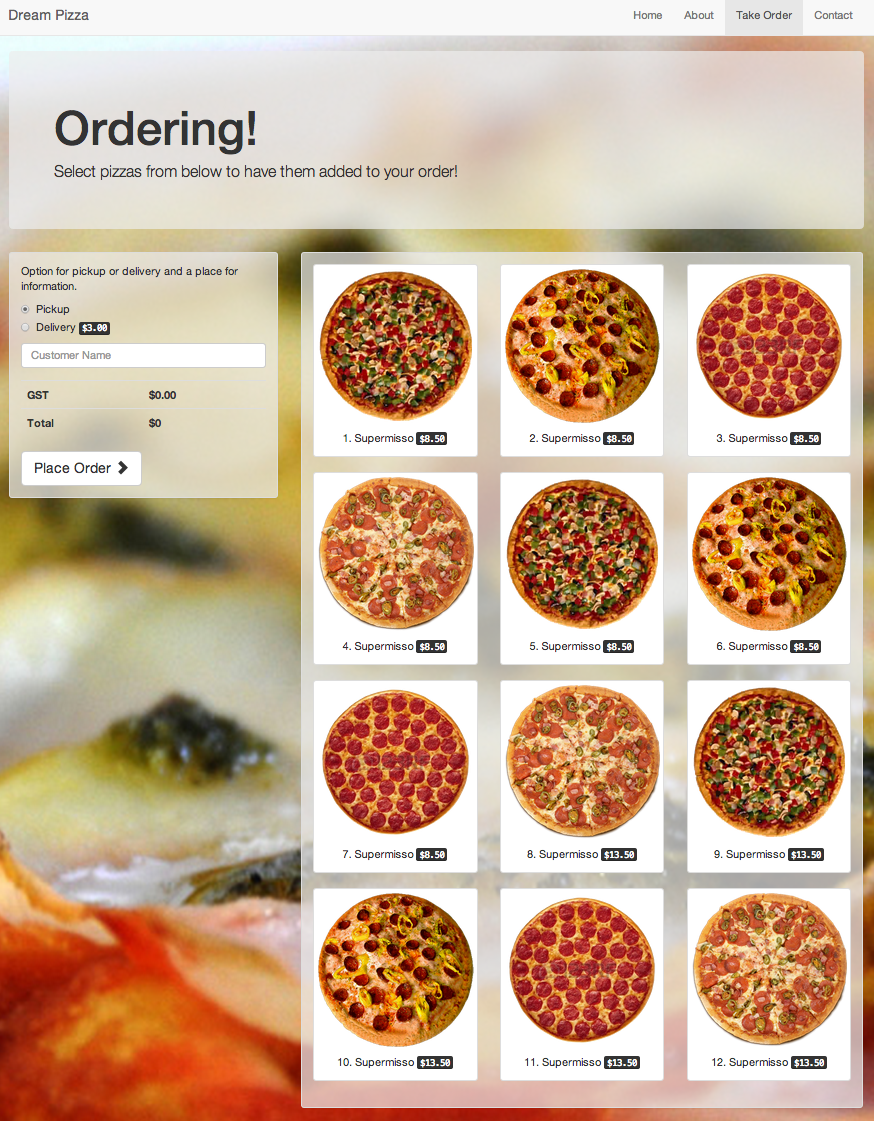 Dream Pizza
Home About Take Order Contact
Ordering!
Select pizzas from below to have them added to your order!
Option for pickup or delivery and a place for
information.
Pickup
Delivery $3.00
Customer Name
GST $0.00
Total $0
Place Order
1. Supermisso $8.50
2. Supermisso $8.50
3. Supermisso $8.50
4. Supermisso $8.50
5. Supermisso $8.50
6. Supermisso $8.50
7. Supermisso $8.50
8. Supermisso $13.50
9. Supermisso $13.50
10. Supermisso $13.50
11. Supermisso $13.50
12. Supermisso $13.50